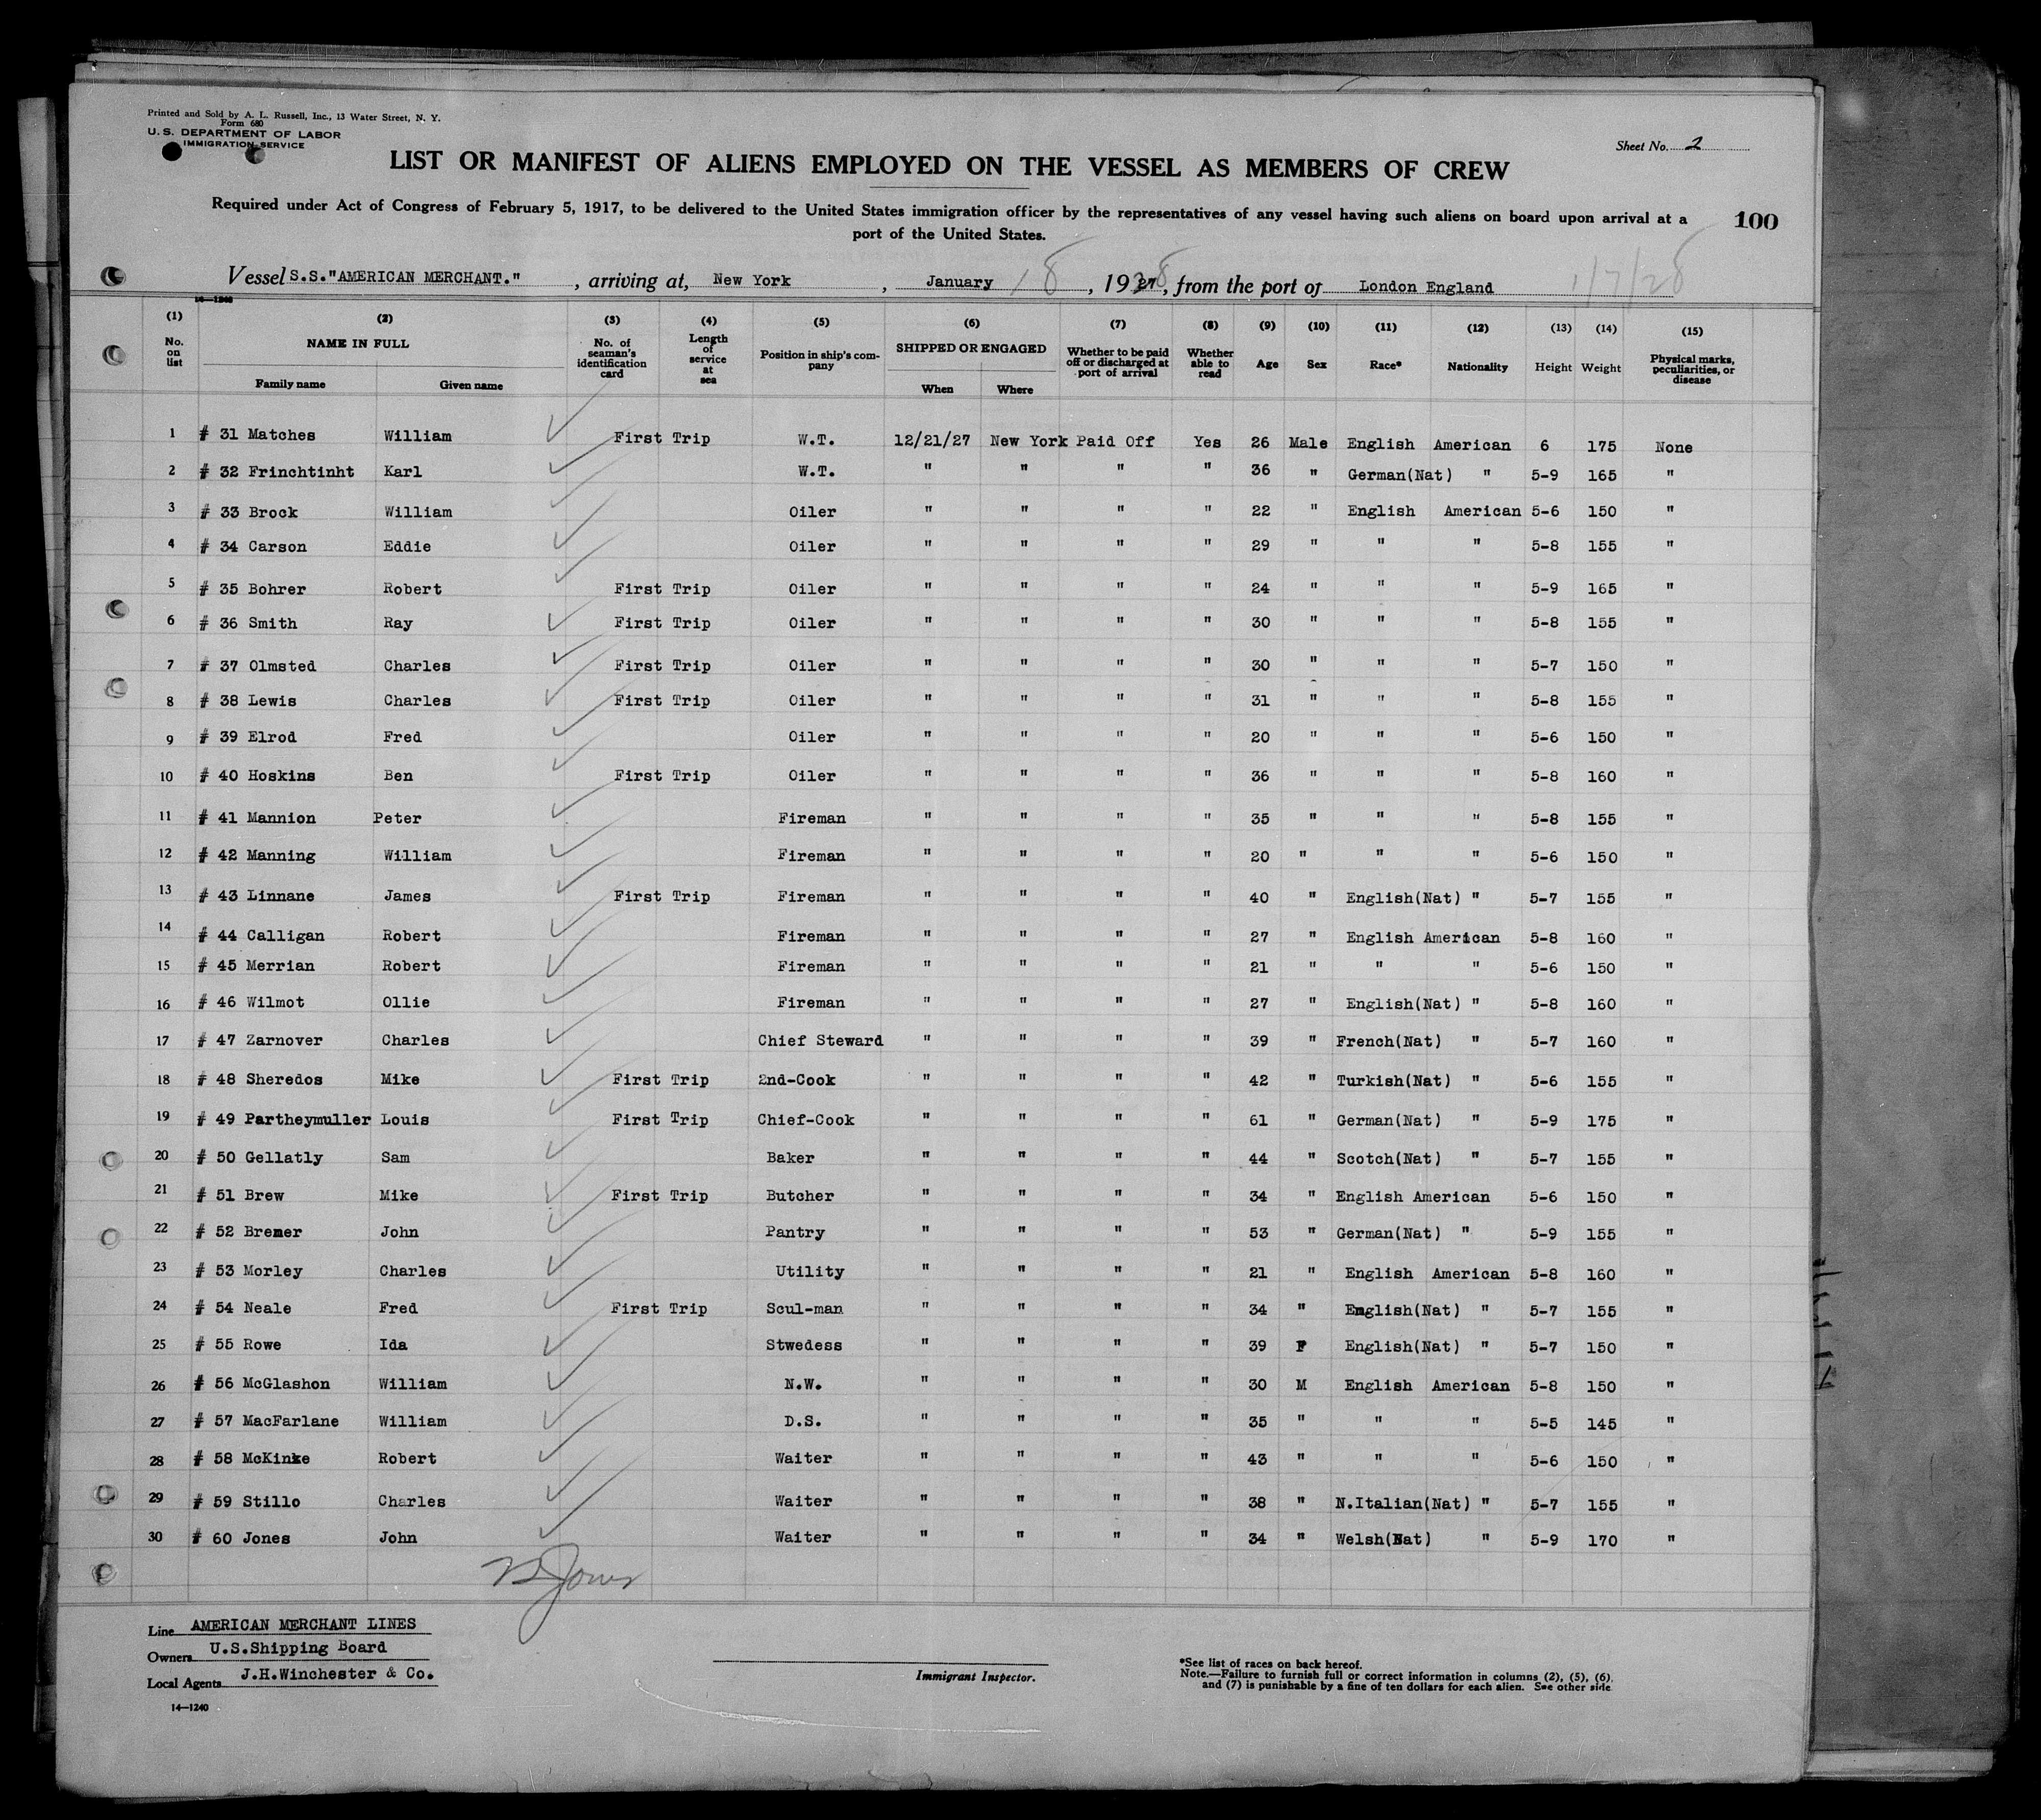 Printed and Sold by A. L. Russell, Inc., 13 Water Street, N. Y.
Form 680
U. S. DEPARTMENT OF LABOR
IMMIGRATION SERVICE
Sheet No. 2
LIST OR MANIFEST OF ALIENS EMPLOYED ON THE VESSEL AS MEMBERS OF CREW
Required under Act of Congress of February 5, 1917, to be delivered to the United States immigration officer by the representatives of any vessel having such aliens on board upon arrival at a
port of the United States.
100
Vessel S.S."AMERICAN MERCHANT." , arriving at, New York , January 8 , 1928 , from the port of London England 1/7/28
14—1240
(1) (2) (3) (4) (5) (6) (7) (8) (9) (10) (11) (12) (13) (14) (15)
No. on list NAME IN FULL Family name Given name No. of seaman's identification card Length of service at sea Position in ship's company SHIPPED OR ENGAGED When Where Whether to be paid off or discharged at port of arrival Whether able to read Age Sex Race* Nationality Height Weight Physical marks, peculiarities, or disease
1 # 31 Matches William First Trip W.T. 12/21/27 New York Paid Off Yes 26 Male English American 6 175 None
2 # 32 Frinchtinht Karl W.T. " " " " 36 " German(Nat) " 5-9 165 "
3 # 33 Brock William Oiler " " " " 22 " English American 5-6 150 "
4 # 34 Carson Eddie Oiler " " " " 29 " " " 5-8 155 "
5 # 35 Bohrer Robert First Trip Oiler " " " " 24 " " " 5-9 165 "
6 # 36 Smith Ray First Trip Oiler " " " " 30 " " " 5-8 155 "
7 # 37 Olmsted Charles First Trip Oiler " " " " 30 " " " 5-7 150 "
8 # 38 Lewis Charles First Trip Oiler " " " " 31 " " " 5-8 155 "
9 # 39 Elrod Fred Oiler " " " " 20 " " " 5-6 150 "
10 # 40 Hoskins Ben First Trip Oiler " " " " 36 " " " 5-8 160 "
11 # 41 Mannion Peter Fireman " " " " 35 " " " 5-8 155 "
12 # 42 Manning William Fireman " " " " 20 " " " 5-6 150 "
13 # 43 Linnane James First Trip Fireman " " " " 40 " English(Nat) " 5-7 155 "
14 # 44 Calligan Robert Fireman " " " " 27 " English American 5-8 160 "
15 # 45 Merrian Robert Fireman " " " " 21 " " " 5-6 150 "
16 # 46 Wilmot Ollie Fireman " " " " 27 " English(Nat) " 5-8 160 "
17 # 47 Zarnover Charles Chief Steward " " " " 39 " French(Nat) " 5-7 160 "
18 # 48 Sheredos Mike First Trip 2nd-Cook " " " " 42 " Turkish(Nat) " 5-6 155 "
19 # 49 Partheymuller Louis First Trip Chief-Cook " " " " 61 " German(Nat) " 5-9 175 "
20 # 50 Gellatly Sam Baker " " " " 44 " Scotch(Nat) " 5-7 155 "
21 # 51 Brew Mike First Trip Butcher " " " " 34 " English American 5-6 150 "
22 # 52 Bremer John Pantry " " " " 53 " German(Nat) " 5-9 155 "
23 # 53 Morley Charles Utility " " " " 21 " English American 5-8 160 "
24 # 54 Neale Fred First Trip Scul-man " " " " 34 " English(Nat) " 5-7 155 "
25 # 55 Rowe Ida Stwedess " " " " 39 F English(Nat) " 5-7 150 "
26 # 56 McGlashon William N.W. " " " " 30 M English American 5-8 150 "
27 # 57 MacFarlane William D.S. " " " " 35 " " " 5-5 145 "
28 # 58 McKinke Robert Waiter " " " " 43 " " " 5-6 150 "
29 # 59 Stillo Charles Waiter " " " " 38 " N.Italian(Nat) " 5-7 155 "
30 # 60 Jones John Waiter " " " " 34 " Welsh(Nat) " 5-9 170 "
Jones
Line AMERICAN MERCHANT LINES
Owners U.S.Shipping Board
Local Agents J.H.Winchester & Co.
14—1240
Immigrant Inspector.
*See list of races on back hereof.
Note.—Failure to furnish full or correct information in columns (2), (5), (6),
and (7) is punishable by a fine of ten dollars for each alien. See other side